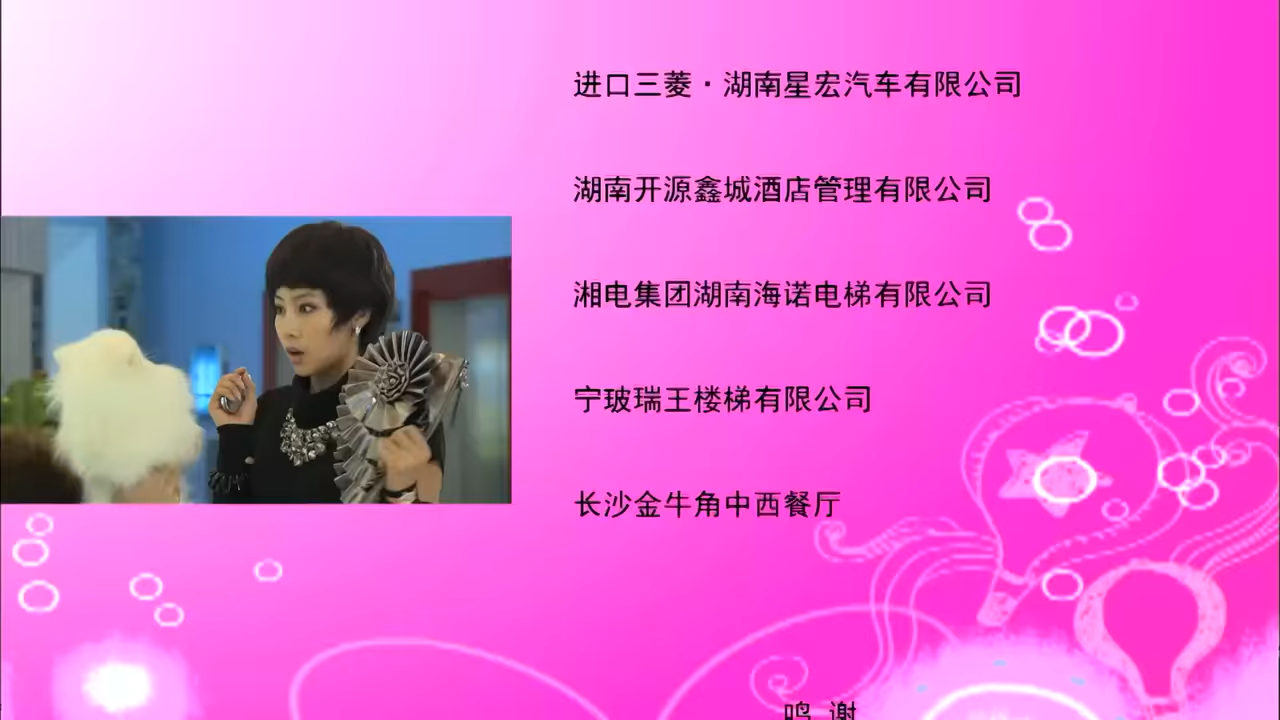 进口三菱·湖南星宏汽车有限公司
湖南开源鑫城酒店管理有限公司
湘电集团湖南海诺电梯有限公司
宁玻瑞王楼梯有限公司
长沙金牛角中西餐厅
鸣 谢